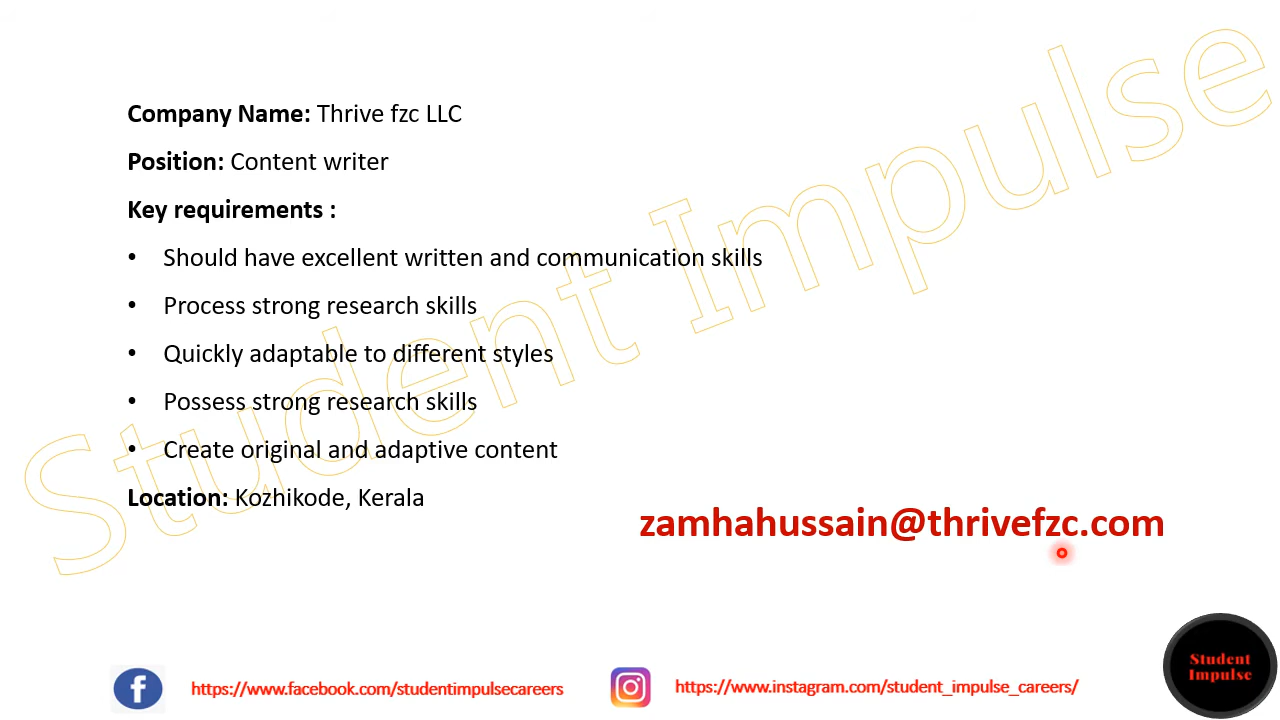 Company Name: Thrive fzc LLC
Position: Content writer
Key requirements :
• Should have excellent written and communication skills
• Process strong research skills
• Quickly adaptable to different styles
• Possess strong research skills
• Create original and adaptive content
Location: Kozhikode, Kerala
zamhahussain@thrivefzc.com
Student Impulse
https://www.facebook.com/studentimpulsecareers
https://www.instagram.com/student_impulse_careers/
Student
Impulse